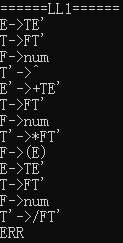 ======LL1======
E->TE'
T->FT'
F->num
T'->^
E'->+TE'
T->FT'
F->num
T'->*FT'
F->(E)
E->TE'
T->FT'
F->num
T'->/FT'
ERR